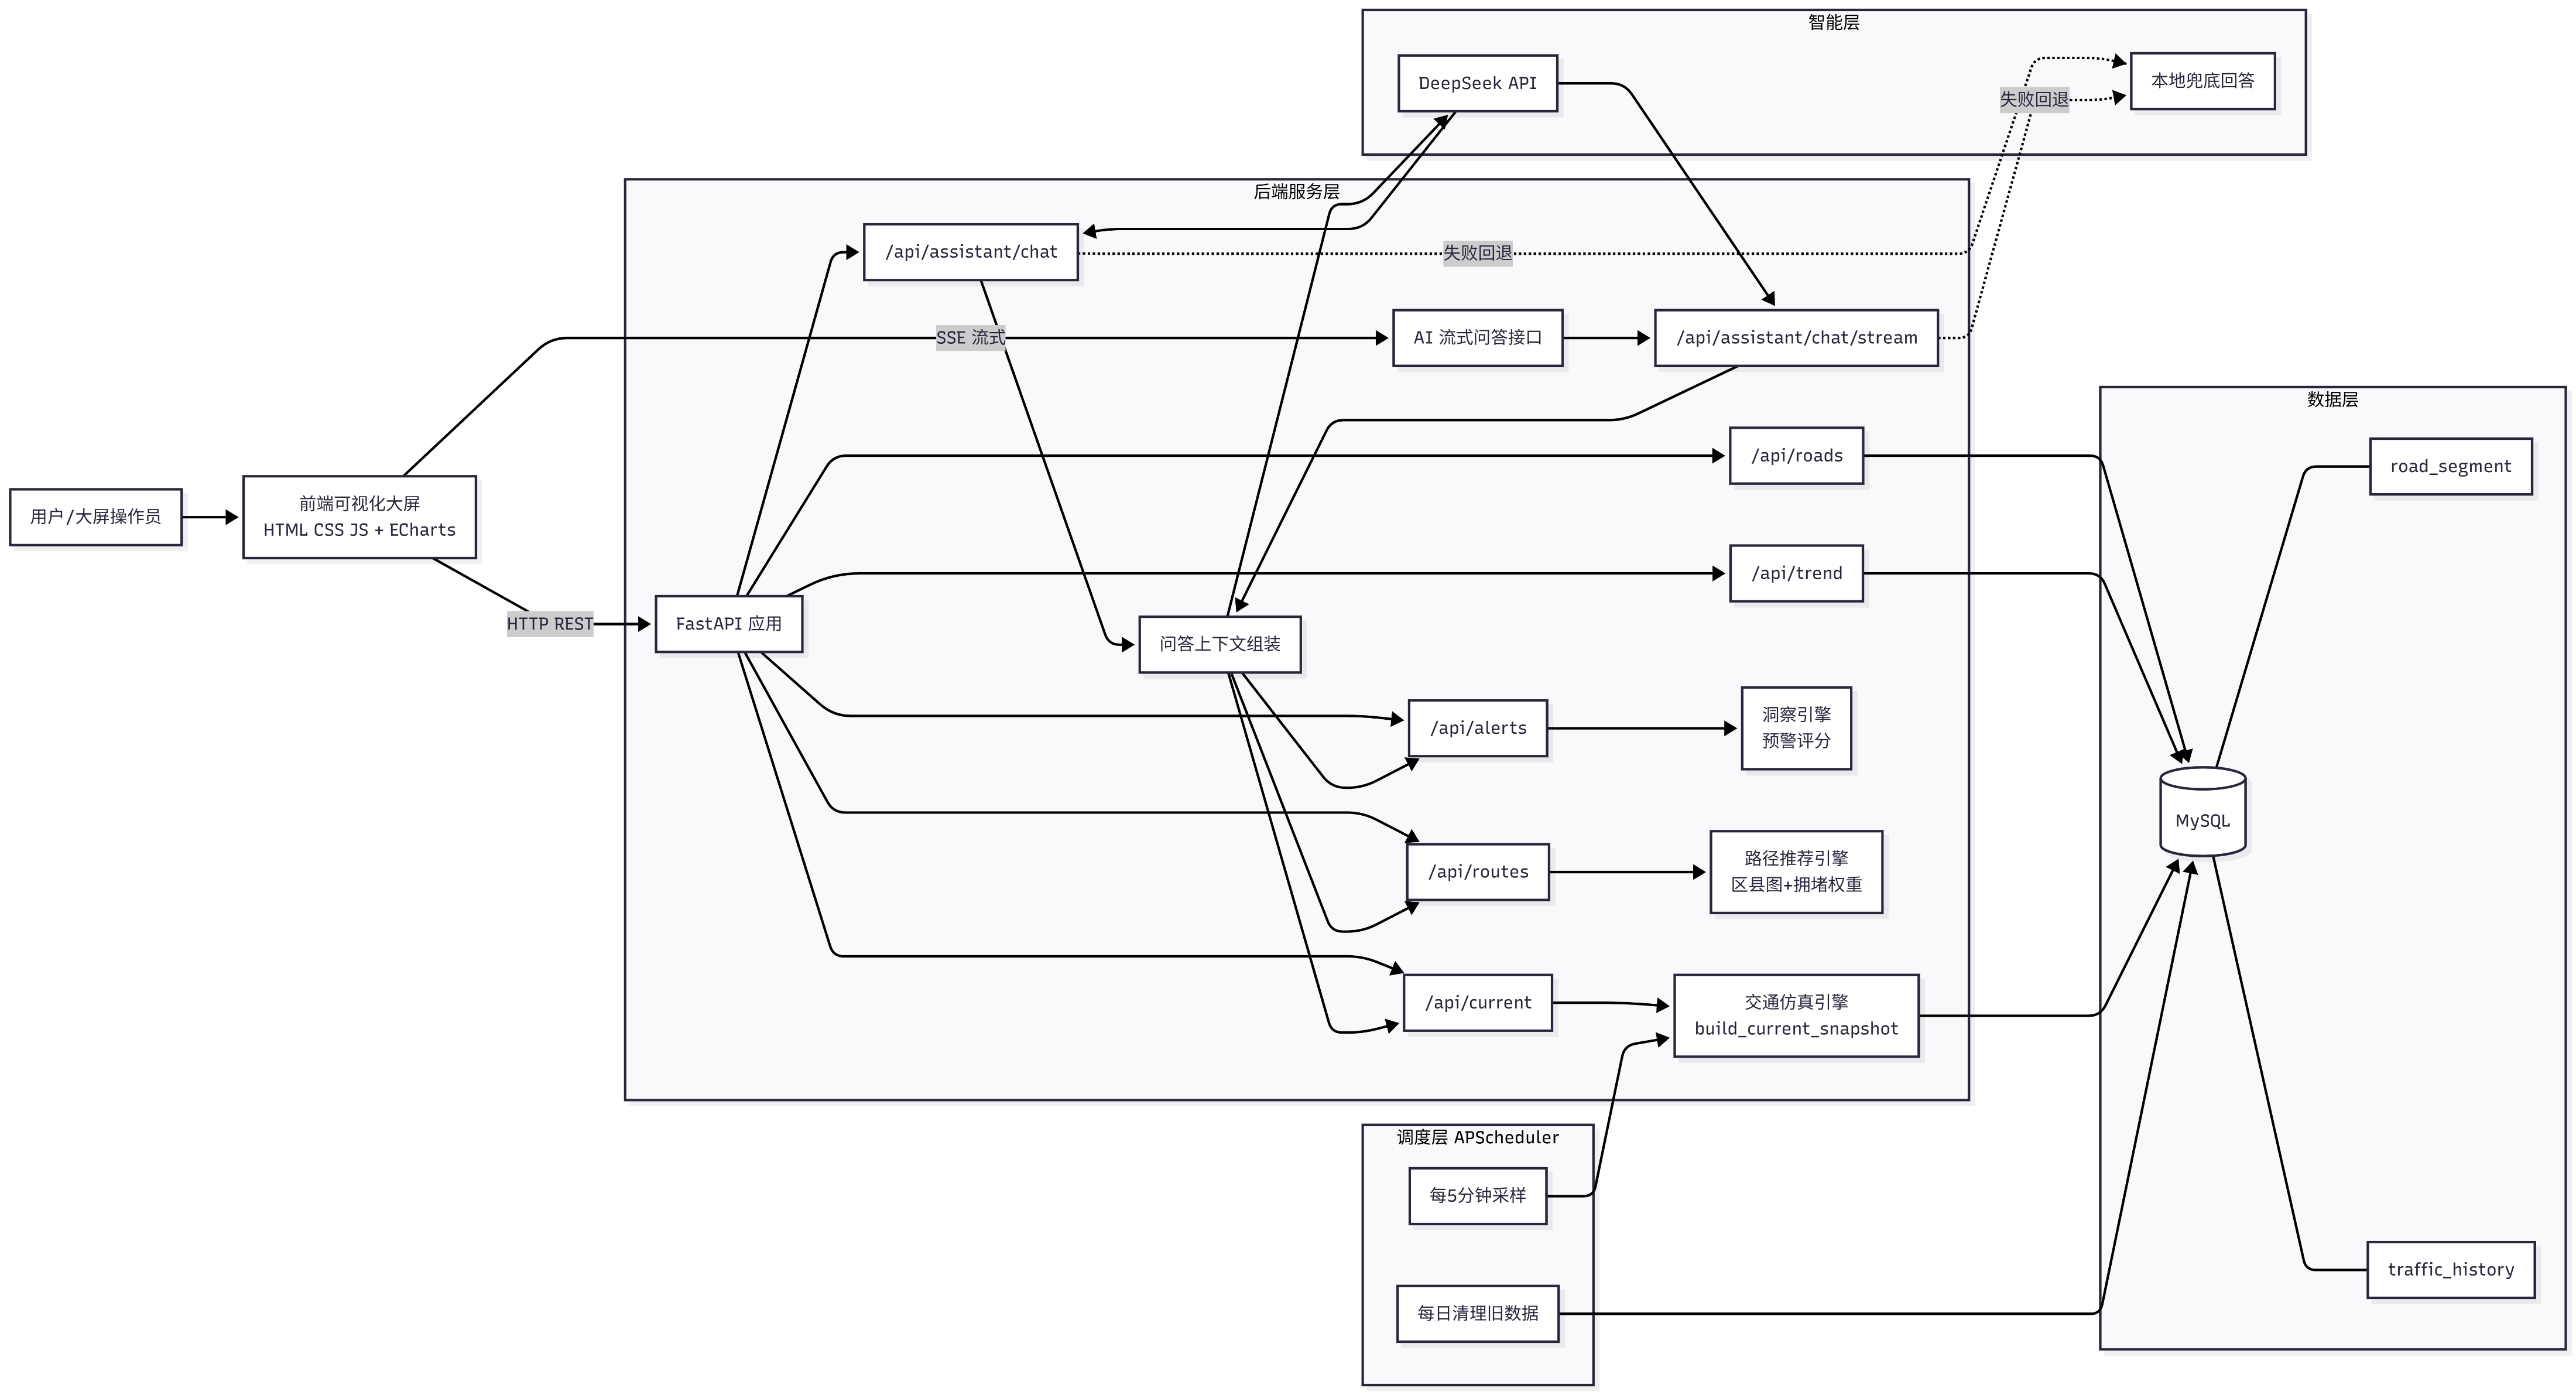 智能层
DeepSeek API
本地兜底回答
失败回退
后端服务层
/api/assistant/chat
失败回退
SSE 流式
AI 流式问答接口
/api/assistant/chat/stream
数据层
road_segment
/api/roads
用户/大屏操作员
前端可视化大屏
HTML CSS JS + ECharts
/api/trend
HTTP REST
FastAPI 应用
问答上下文组装
/api/alerts
洞察引擎
预警评分
MySQL
/api/routes
路径推荐引擎
区县图+拥堵权重
/api/current
交通仿真引擎
build_current_snapshot
调度层 APScheduler
每5分钟采样
traffic_history
每日清理旧数据